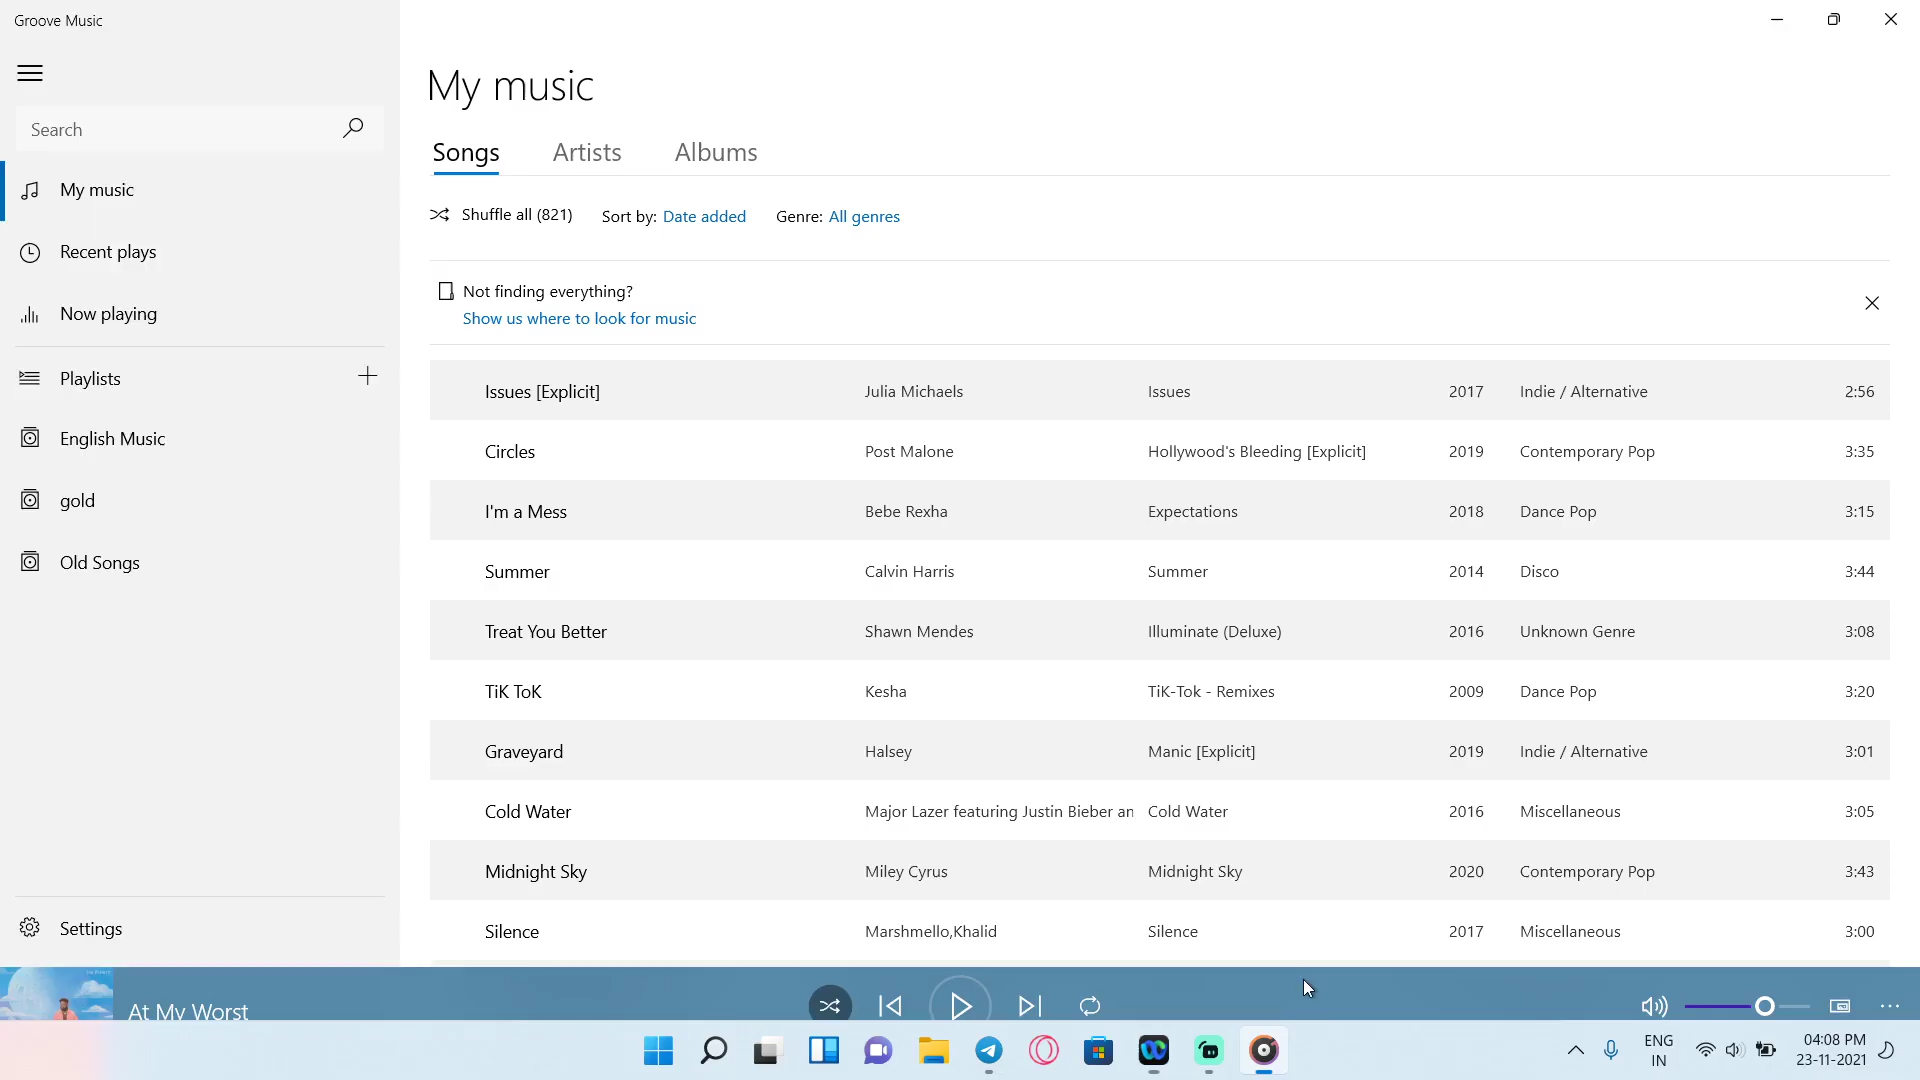 Groove Music
Search
My music
Recent plays
Now playing
Playlists
English Music
gold
Old Songs
Settings
My music
Songs Artists Albums
Shuffle all (821) Sort by: Date added Genre: All genres
Not finding everything?
Show us where to look for music
Issues [Explicit] Julia Michaels Issues 2017 Indie / Alternative 2:56
Circles Post Malone Hollywood's Bleeding [Explicit] 2019 Contemporary Pop 3:35
I'm a Mess Bebe Rexha Expectations 2018 Dance Pop 3:15
Summer Calvin Harris Summer 2014 Disco 3:44
Treat You Better Shawn Mendes Illuminate (Deluxe) 2016 Unknown Genre 3:08
TiK ToK Kesha TiK-Tok - Remixes 2009 Dance Pop 3:20
Graveyard Halsey Manic [Explicit] 2019 Indie / Alternative 3:01
Cold Water Major Lazer featuring Justin Bieber an Cold Water 2016 Miscellaneous 3:05
Midnight Sky Miley Cyrus Midnight Sky 2020 Contemporary Pop 3:43
Silence Marshmello,Khalid Silence 2017 Miscellaneous 3:00
At My Worst
ENG 04:08 PM
IN 23-11-2021